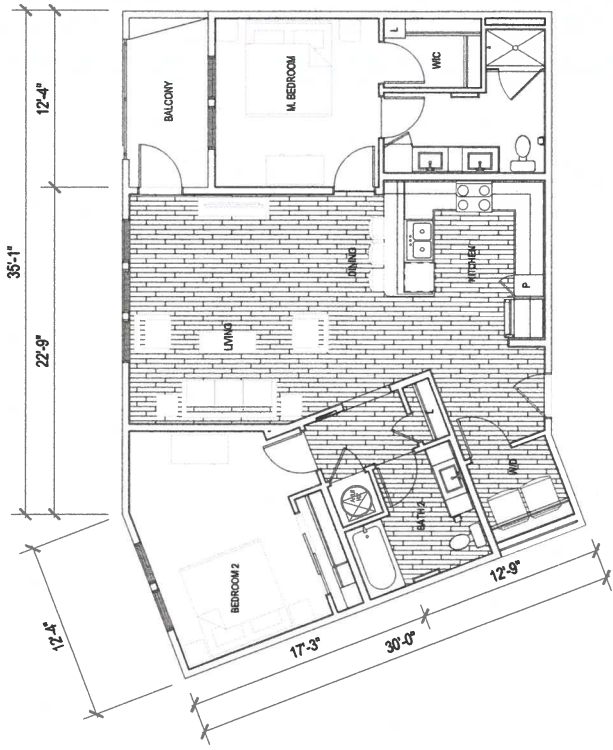 L
WIC
M. BEDROOM
BALCONY
12'-4"
35'-1"
22'-9"
DINING
KITCHEN
P
LIVING
L
W/D
BATH 2
BEDROOM 2
12'-4"
17'-3"
12'-9"
30'-0"